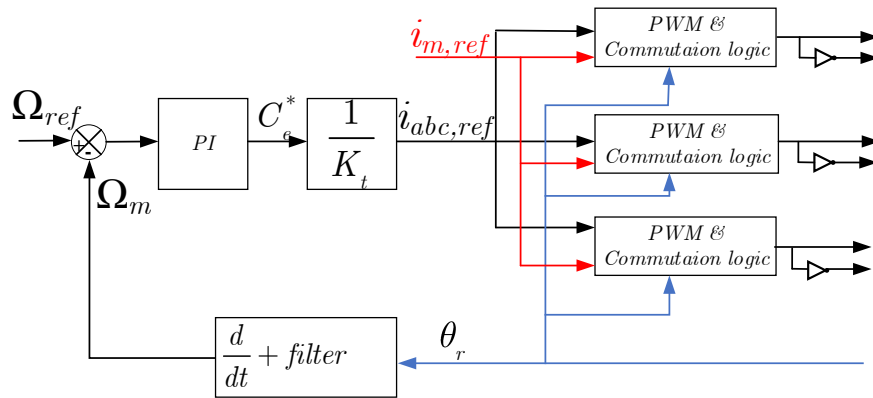 i_{m,ref}
PWM &
Commutaion logic
Ω_{ref}
+
-
PI
C_e^*
1
K_t
i_{abc,ref}
PWM &
Commutaion logic
Ω_m
PWM &
Commutaion logic
d
dt
+ filter
θ_r